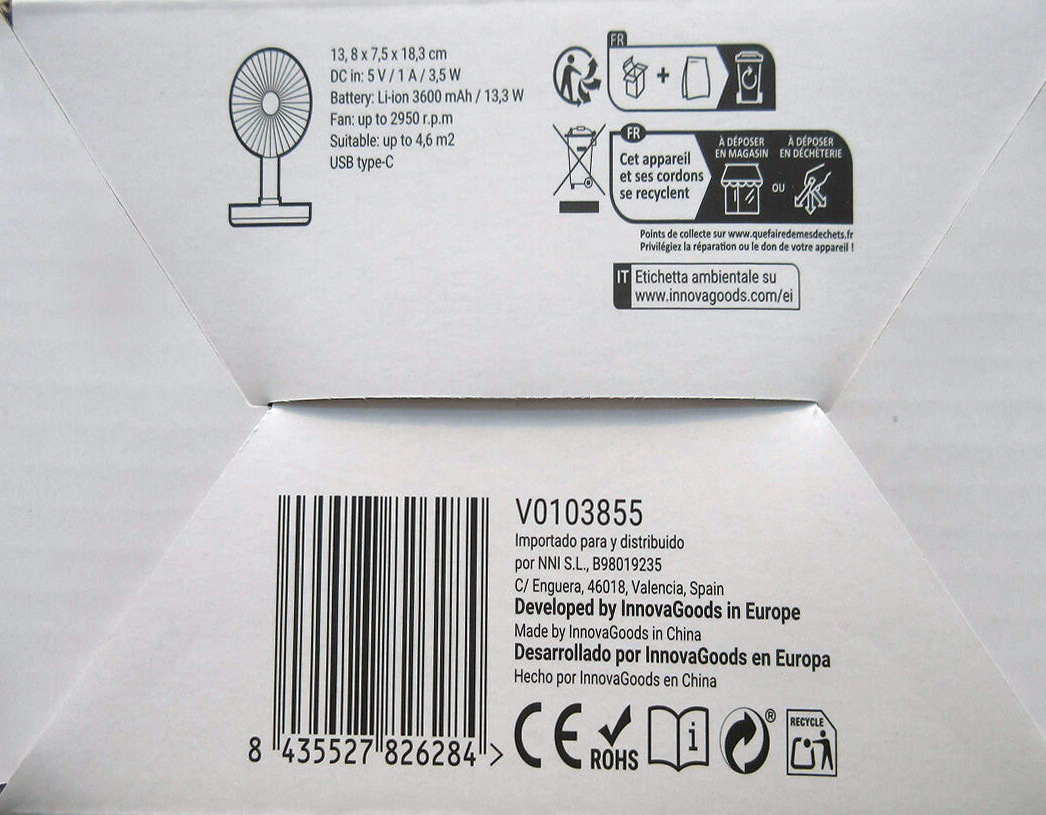 13, 8 x 7,5 x 18,3 cm
DC in: 5 V / 1 A / 3,5 W
Battery: Li-ion 3600 mAh / 13,3 W
Fan: up to 2950 r.p.m
Suitable: up to 4,6 m2
USB type-C
FR
+
FR
Cet appareil
et ses cordons
se recyclent
À DÉPOSER
EN MAGASIN
OU
À DÉPOSER
EN DÉCHÈTERIE
Points de collecte sur www.quefairedemesdechets.fr
Privilégiez la réparation ou le don de votre appareil !
IT Etichetta ambientale su
www.innovagoods.com/ei
V0103855
Importado para y distribuido
por NNI S.L., B98019235
C/ Enguera, 46018, Valencia, Spain
Developed by InnovaGoods in Europe
Made by InnovaGoods in China
Desarrollado por InnovaGoods en Europa
Hecho por InnovaGoods en China
8 435527 826284 >
CE
ROHS
i
®
RECYCLE